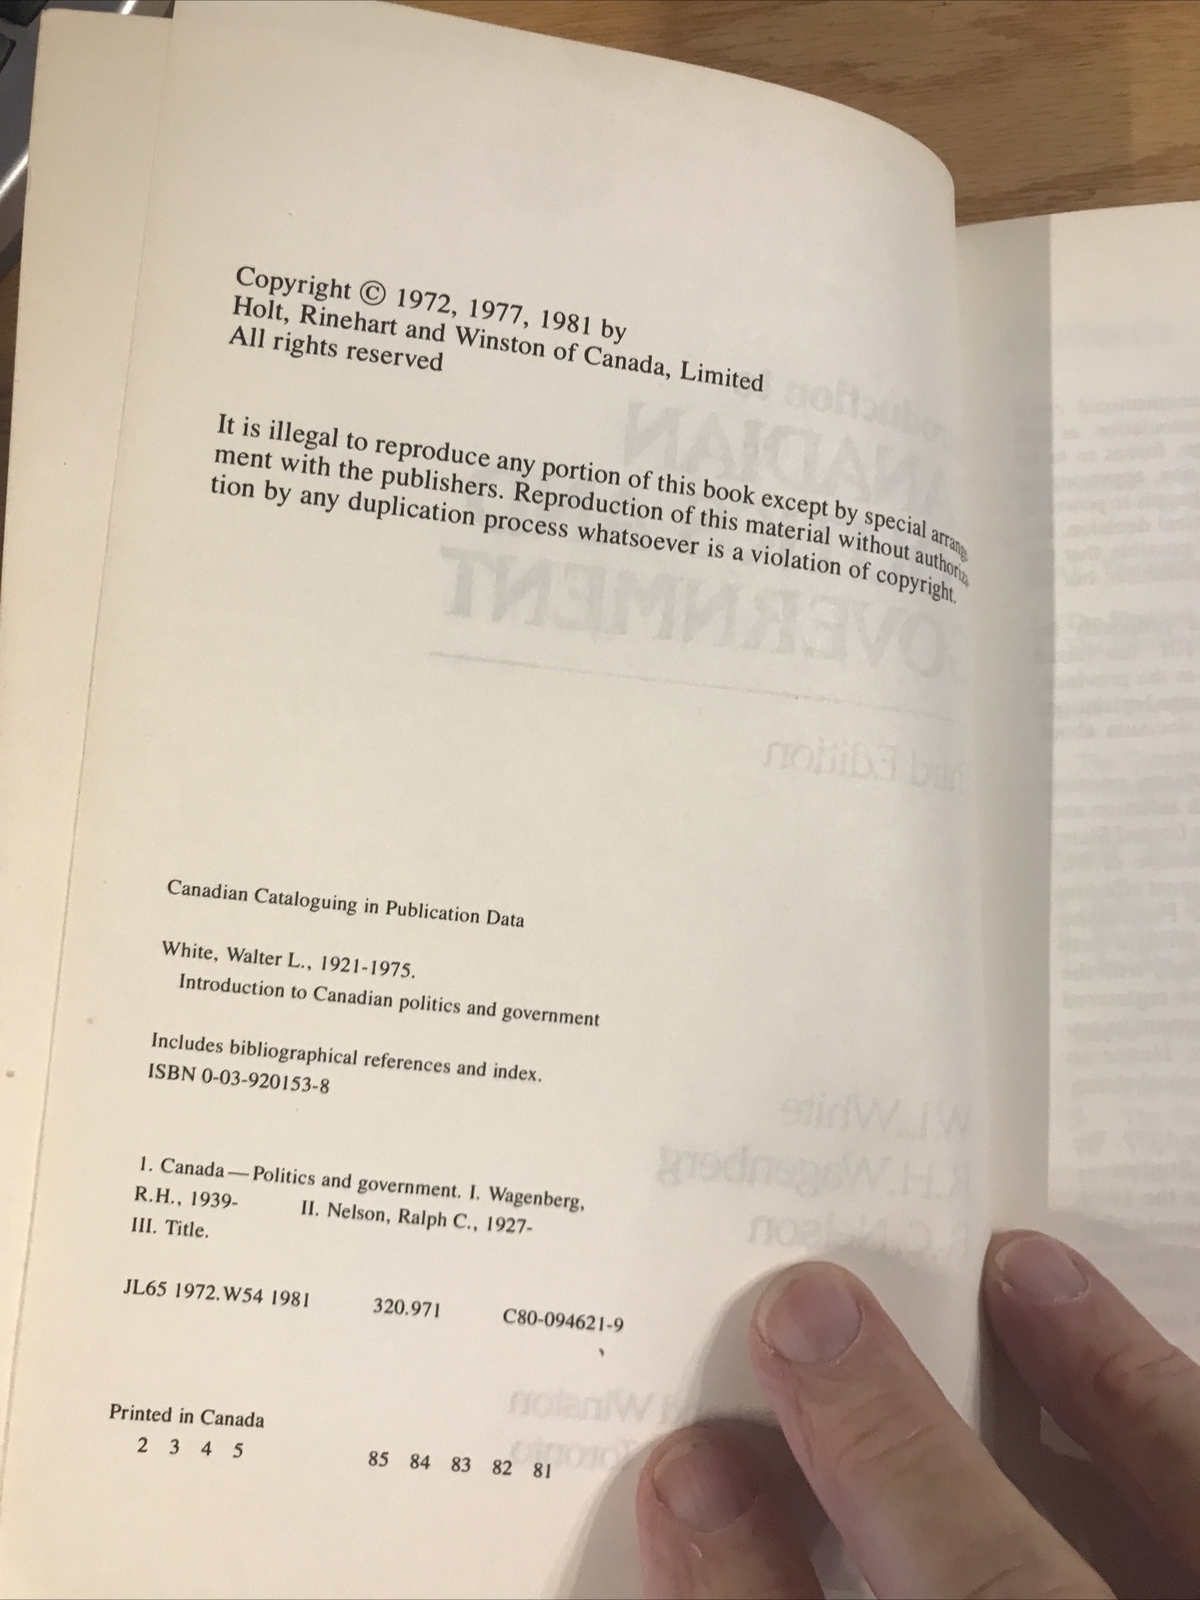 Copyright © 1972, 1977, 1981 by
Holt, Rinehart and Winston of Canada, Limited
All rights reserved
It is illegal to reproduce any portion of this book except by special arrange-
ment with the publishers. Reproduction of this material without authoriza-
tion by any duplication process whatsoever is a violation of copyright.
Canadian Cataloguing in Publication Data
White, Walter L., 1921-1975.
Introduction to Canadian politics and government
Includes bibliographical references and index.
ISBN 0-03-920153-8
1. Canada — Politics and government. I. Wagenberg,
R.H., 1939- II. Nelson, Ralph C., 1927-
III. Title.
JL65 1972.W54 1981 320.971 C80-094621-9
Printed in Canada
2 3 4 5 85 84 83 82 81